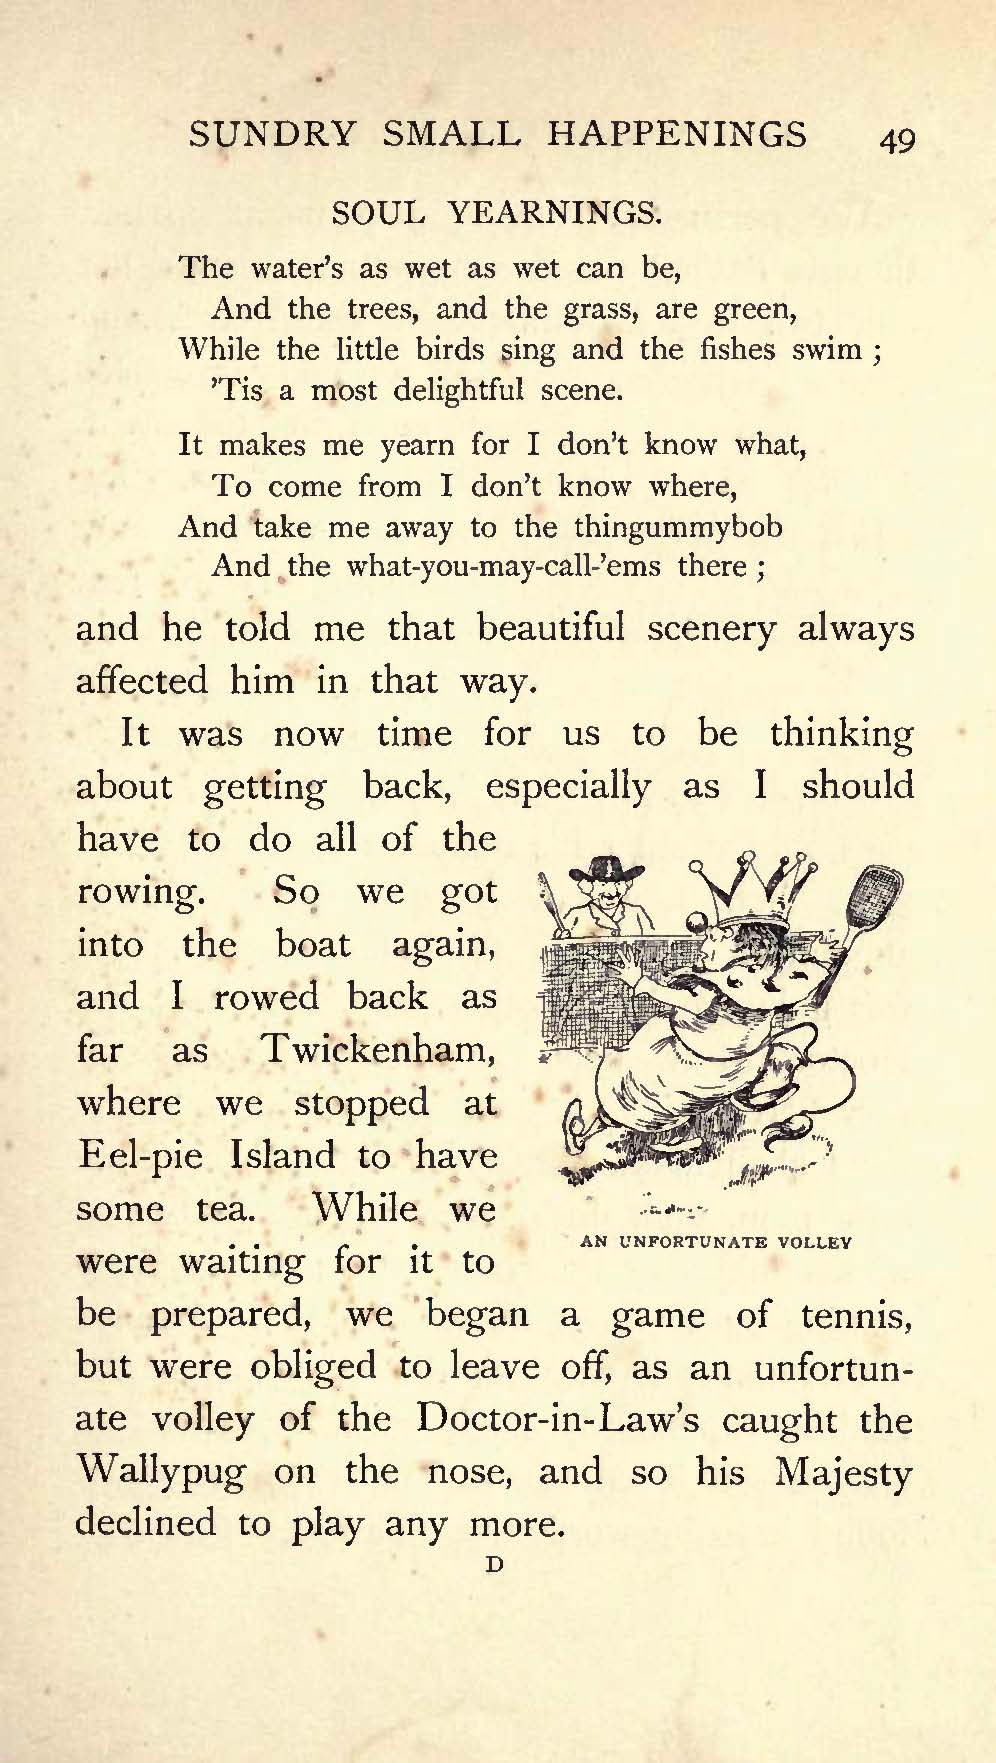 SUNDRY SMALL HAPPENINGS 49
SOUL YEARNINGS.
The water's as wet as wet can be,
And the trees, and the grass, are green,
While the little birds sing and the fishes swim ;
'Tis a most delightful scene.
It makes me yearn for I don't know what,
To come from I don't know where,
And take me away to the thingummybob
And the what-you-may-call-'ems there ;
and he told me that beautiful scenery always
affected him in that way.
It was now time for us to be thinking
about getting back, especially as I should
have to do all of the
rowing. So we got
into the boat again,
and I rowed back as
far as Twickenham,
where we stopped at
Eel-pie Island to have
some tea. While we
were waiting for it to
AN UNFORTUNATE VOLLEY
be prepared, we began a game of tennis,
but were obliged to leave off, as an unfortun-
ate volley of the Doctor-in-Law's caught the
Wallypug on the nose, and so his Majesty
declined to play any more.
D